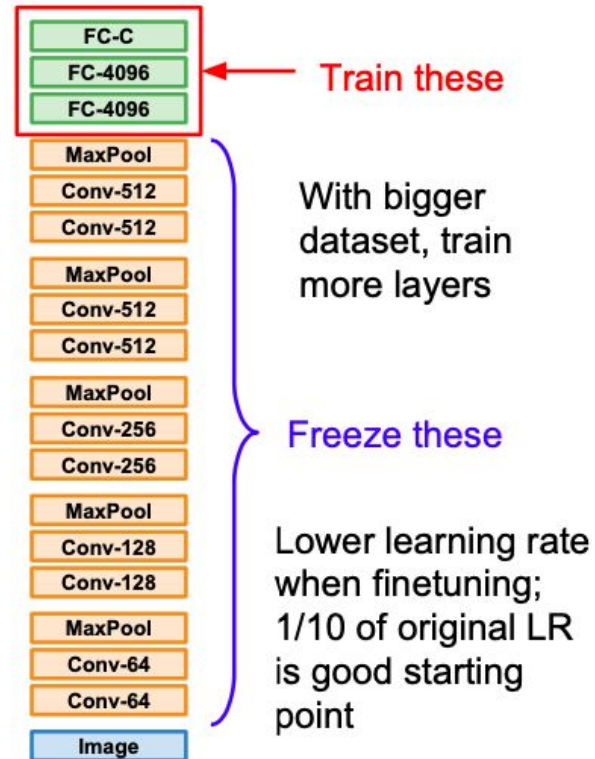 FC-C
FC-4096
FC-4096
Train these
MaxPool
Conv-512
Conv-512
With bigger
dataset, train
more layers
MaxPool
Conv-512
Conv-512
MaxPool
Conv-256
Conv-256
Freeze these
MaxPool
Conv-128
Conv-128
Lower learning rate
when finetuning;
1/10 of original LR
is good starting
point
MaxPool
Conv-64
Conv-64
Image